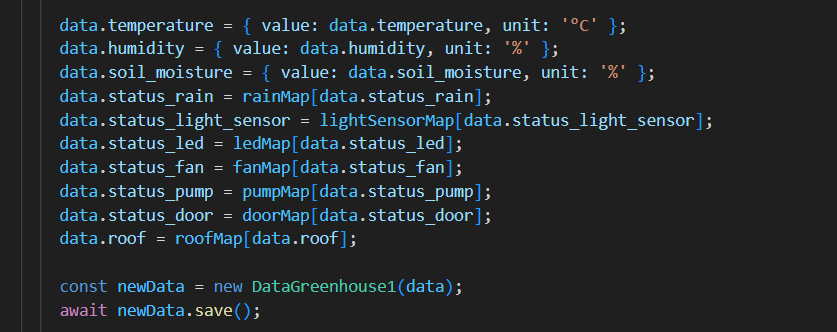 data.temperature = { value: data.temperature, unit: '°C' };
data.humidity = { value: data.humidity, unit: '%' };
data.soil_moisture = { value: data.soil_moisture, unit: '%' };
data.status_rain = rainMap[data.status_rain];
data.status_light_sensor = lightSensorMap[data.status_light_sensor];
data.status_led = ledMap[data.status_led];
data.status_fan = fanMap[data.status_fan];
data.status_pump = pumpMap[data.status_pump];
data.status_door = doorMap[data.status_door];
data.roof = roofMap[data.roof];
const newData = new DataGreenhouse1(data);
await newData.save();